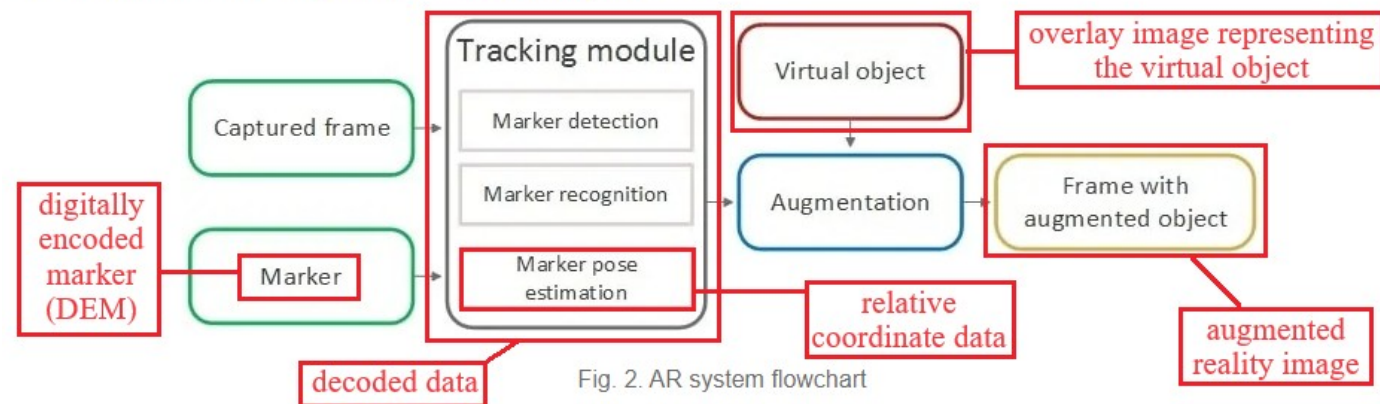 Tracking module
Captured frame
Marker detection
Marker recognition
Marker
Marker pose
estimation
Virtual object
Augmentation
Frame with
augmented object
overlay image representing
the virtual object
digitally
encoded
marker
(DEM)
relative
coordinate data
augmented
reality image
decoded data
Fig. 2. AR system flowchart